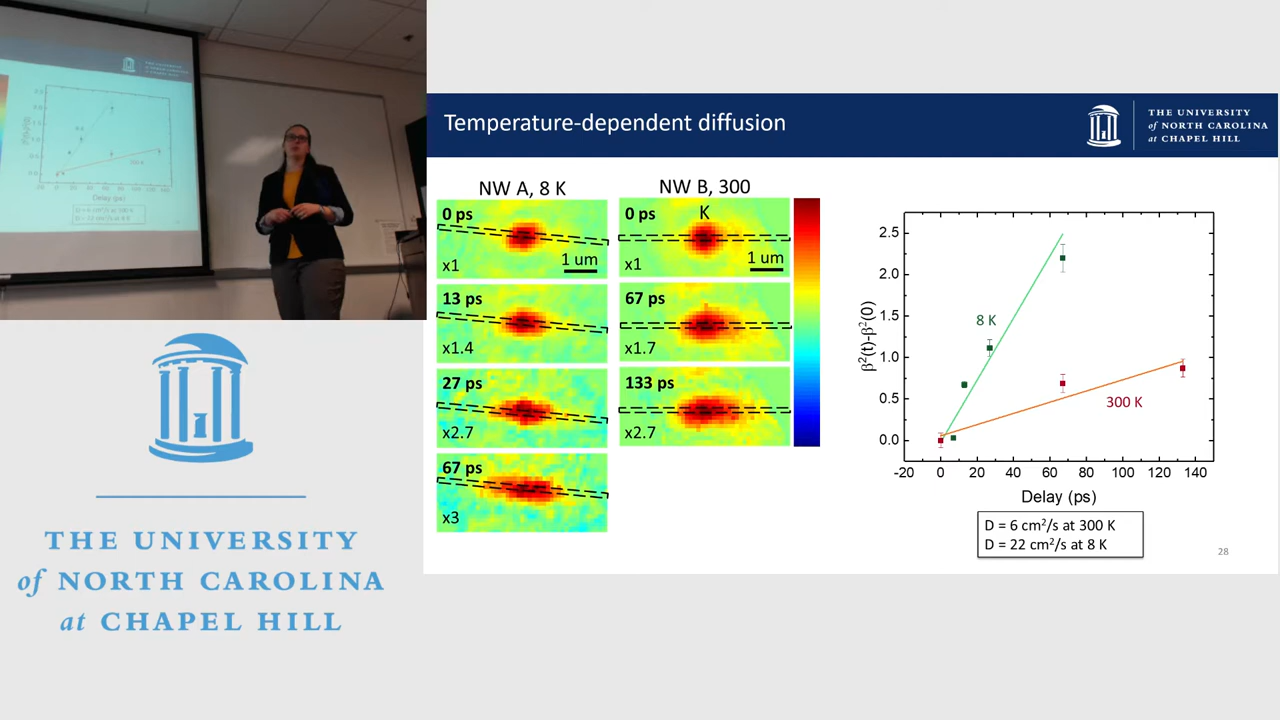 Temperature-dependent diffusion
THE UNIVERSITY
of NORTH CAROLINA
at CHAPEL HILL
NW A, 8 K
NW B, 300
K
0 ps
x1
1 um
13 ps
x1.4
27 ps
x2.7
67 ps
x3
0 ps
x1
1 um
67 ps
x1.7
133 ps
x2.7
β²(t)-β²(0)
2.5
2.0
1.5
1.0
0.5
0.0
8 K
300 K
-20 0 20 40 60 80 100 120 140
Delay (ps)
D = 6 cm²/s at 300 K
D = 22 cm²/s at 8 K
28
Delay (ps)
THE UNIVERSITY
of NORTH CAROLINA
at CHAPEL HILL